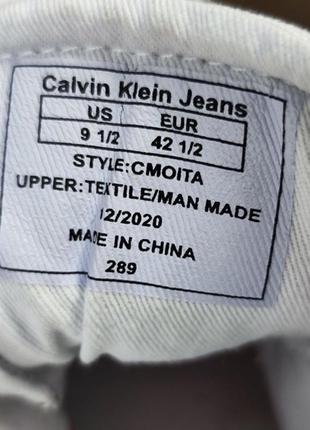 Calvin Klein Jeans
US EUR
9 1/2 42 1/2
STYLE:CMOITA
UPPER:TEXTILE/MAN MADE
12/2020
MADE IN CHINA
289